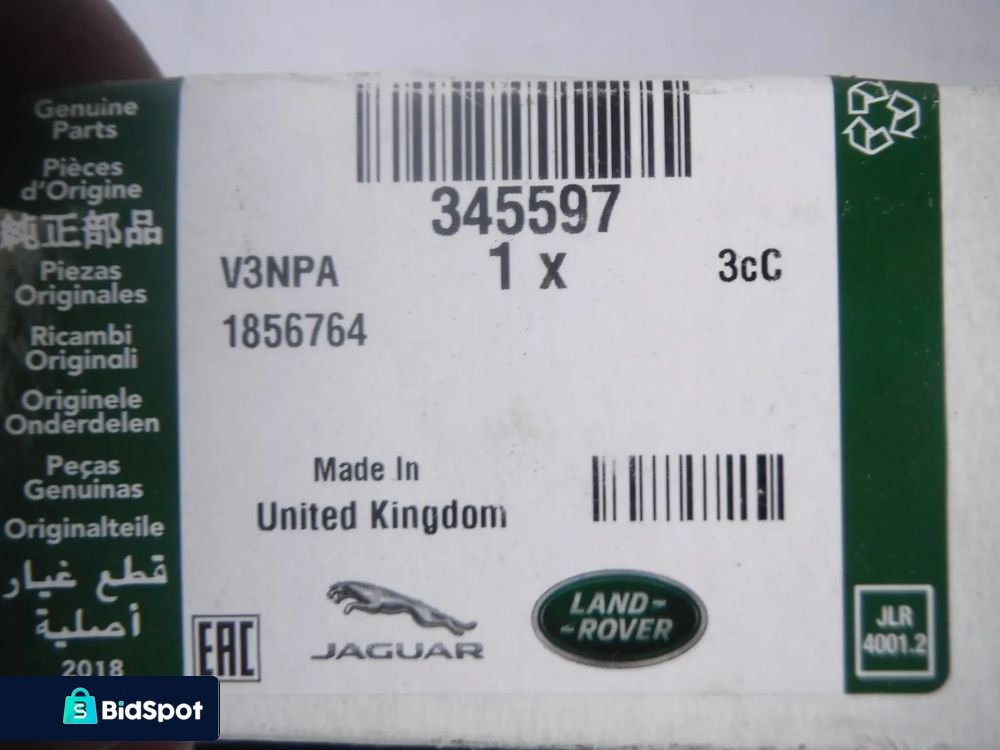 Genuine
Parts
Pièces
d'Origine
純正部品
Piezas
Originales
Ricambi
Originali
Originele
Onderdelen
Peças
Genuinas
Originalteile
قطع غيار
أصلية
2018
345597
V3NPA
1 x
3cC
1856764
Made In
United Kingdom
EAC
JAGUAR
LAND-
-ROVER
JLR
4001.2
S
BidSpot